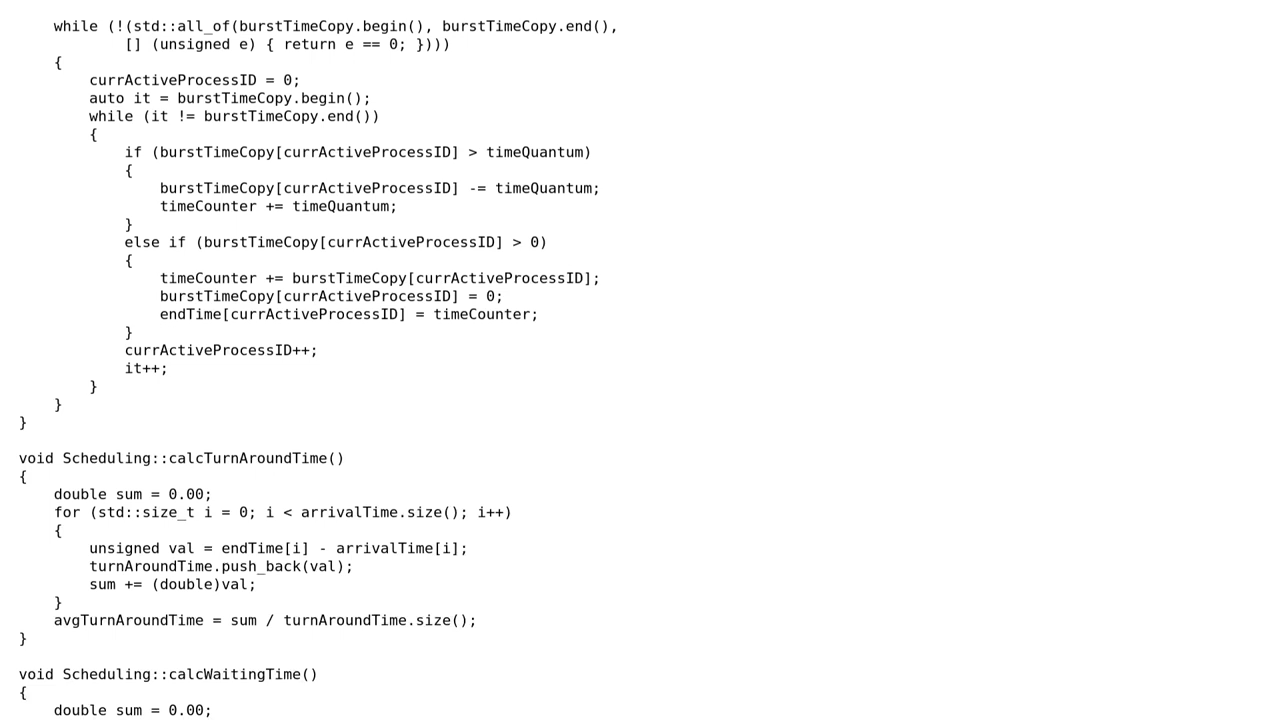 while (!(std::all_of(burstTimeCopy.begin(), burstTimeCopy.end(),
            [] (unsigned e) { return e == 0; })))
    {
        currActiveProcessID = 0;
        auto it = burstTimeCopy.begin();
        while (it != burstTimeCopy.end())
        {
            if (burstTimeCopy[currActiveProcessID] > timeQuantum)
            {
                burstTimeCopy[currActiveProcessID] -= timeQuantum;
                timeCounter += timeQuantum;
            }
            else if (burstTimeCopy[currActiveProcessID] > 0)
            {
                timeCounter += burstTimeCopy[currActiveProcessID];
                burstTimeCopy[currActiveProcessID] = 0;
                endTime[currActiveProcessID] = timeCounter;
            }
            currActiveProcessID++;
            it++;
        }
    }
}

void Scheduling::calcTurnAroundTime()
{
    double sum = 0.00;
    for (std::size_t i = 0; i < arrivalTime.size(); i++)
    {
        unsigned val = endTime[i] - arrivalTime[i];
        turnAroundTime.push_back(val);
        sum += (double)val;
    }
    avgTurnAroundTime = sum / turnAroundTime.size();
}

void Scheduling::calcWaitingTime()
{
    double sum = 0.00;